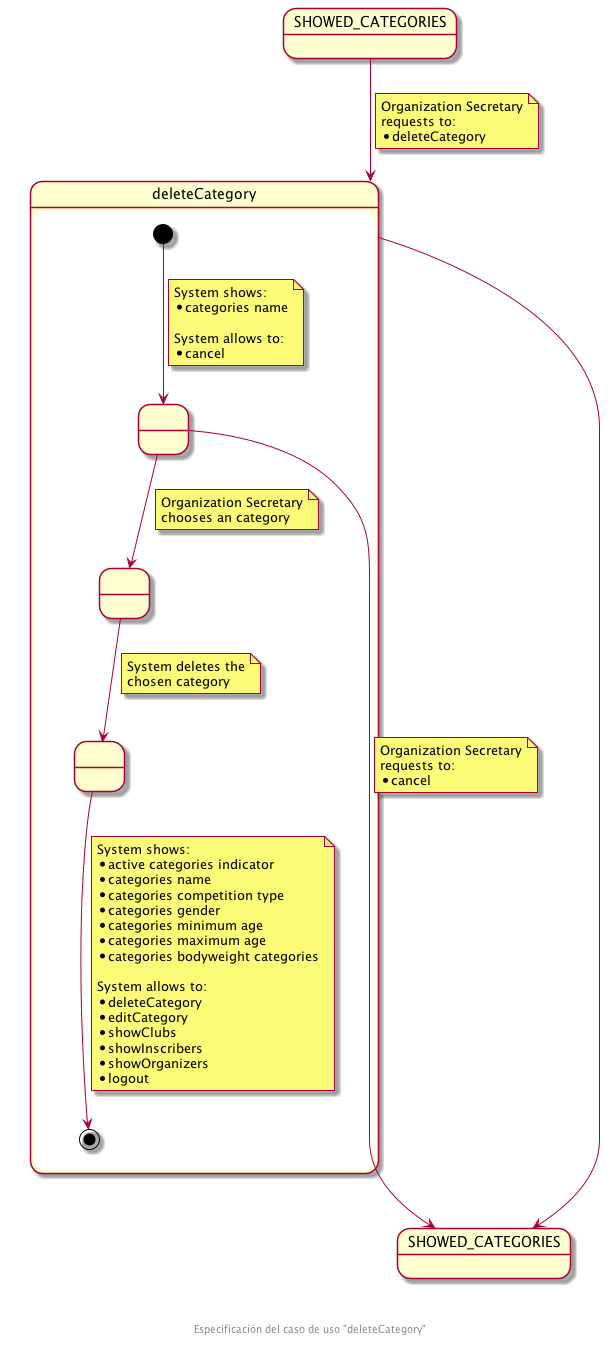 SHOWED_CATEGORIES
Organization Secretary
requests to:
• deleteCategory
deleteCategory
System shows:
• categories name
System allows to:
• cancel
Organization Secretary
chooses an category
System deletes the
chosen category
Organization Secretary
requests to:
• cancel
System shows:
• active categories indicator
• categories name
• categories competition type
• categories gender
• categories minimum age
• categories maximum age
• categories bodyweight categories
System allows to:
• deleteCategory
• editCategory
• showClubs
• showInscribers
• showOrganizers
• logout
SHOWED_CATEGORIES
Especificación del caso de uso "deleteCategory"